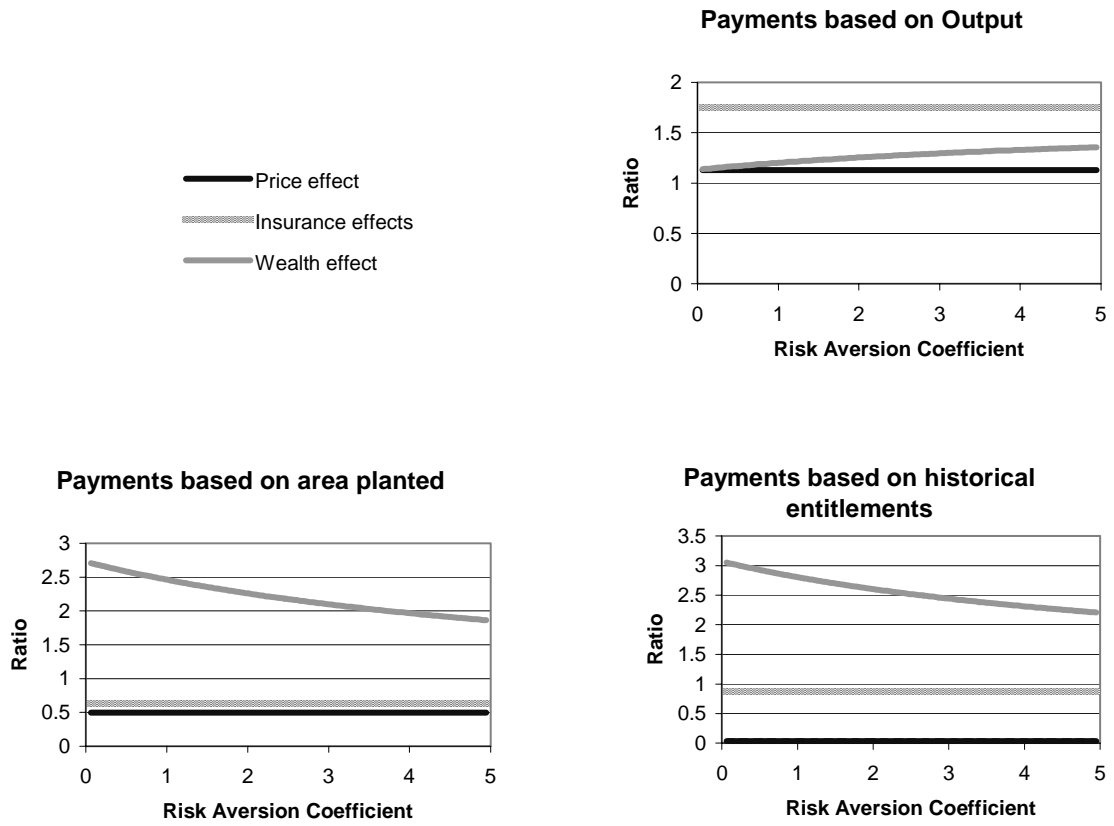 Payments based on Output
Price effect
Insurance effects
Wealth effect
2
1.5
1
0.5
0
Ratio
0 1 2 3 4 5
Risk Aversion Coefficient
Payments based on area planted
3
2.5
2
1.5
1
0.5
0
Ratio
0 1 2 3 4 5
Risk Aversion Coefficient
Payments based on historical
entitlements
3.5
3
2.5
2
1.5
1
0.5
0
Ratio
0 1 2 3 4 5
Risk Aversion Coefficient